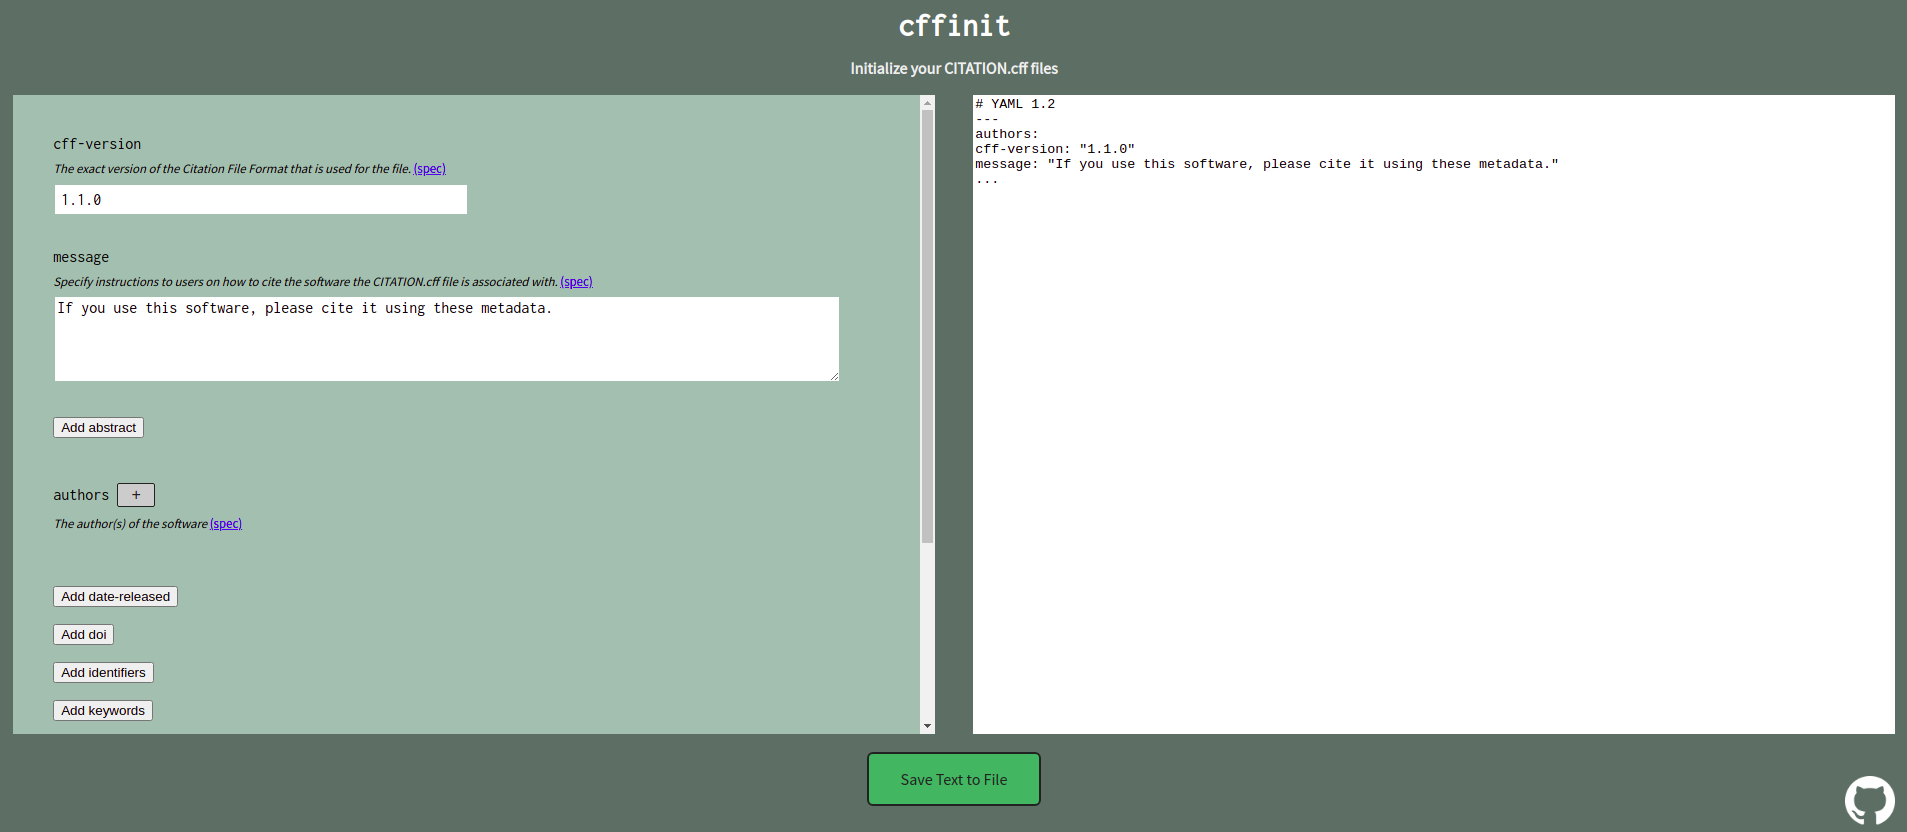 cffinit
Initialize your CITATION.cff files
cff-version
The exact version of the Citation File Format that is used for the file. (spec)
1.1.0
message
Specify instructions to users on how to cite the software the CITATION.cff file is associated with. (spec)
If you use this software, please cite it using these metadata.
Add abstract
authors +
The author(s) of the software (spec)
Add date-released
Add doi
Add identifiers
Add keywords
# YAML 1.2
---
authors:
cff-version: "1.1.0"
message: "If you use this software, please cite it using these metadata."
...
Save Text to File